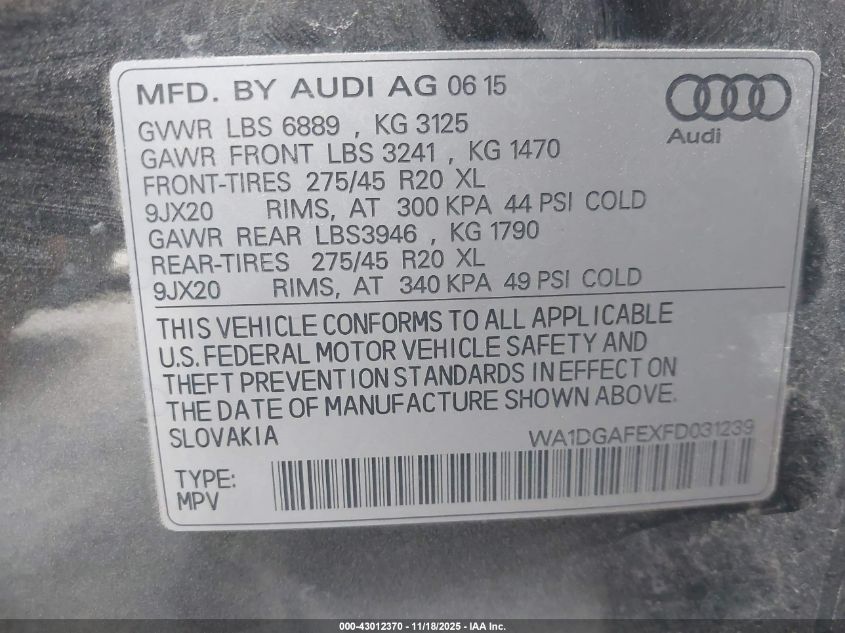 MFD. BY AUDI AG 06 15
GVWR LBS 6889 , KG 3125
GAWR FRONT LBS 3241 , KG 1470
FRONT-TIRES 275/45 R20 XL
9JX20 RIMS, AT 300 KPA 44 PSI COLD
GAWR REAR LBS3946 , KG 1790
REAR-TIRES 275/45 R20 XL
9JX20 RIMS, AT 340 KPA 49 PSI COLD
Audi
THIS VEHICLE CONFORMS TO ALL APPLICABLE
U.S. FEDERAL MOTOR VEHICLE SAFETY AND
THEFT PREVENTION STANDARDS IN EFFECT ON
THE DATE OF MANUFACTURE SHOWN ABOVE.
SLOVAKIA WA1DGAFEXFD031239
TYPE:
MPV
000-43012370 - 11/18/2025 - IAA Inc.